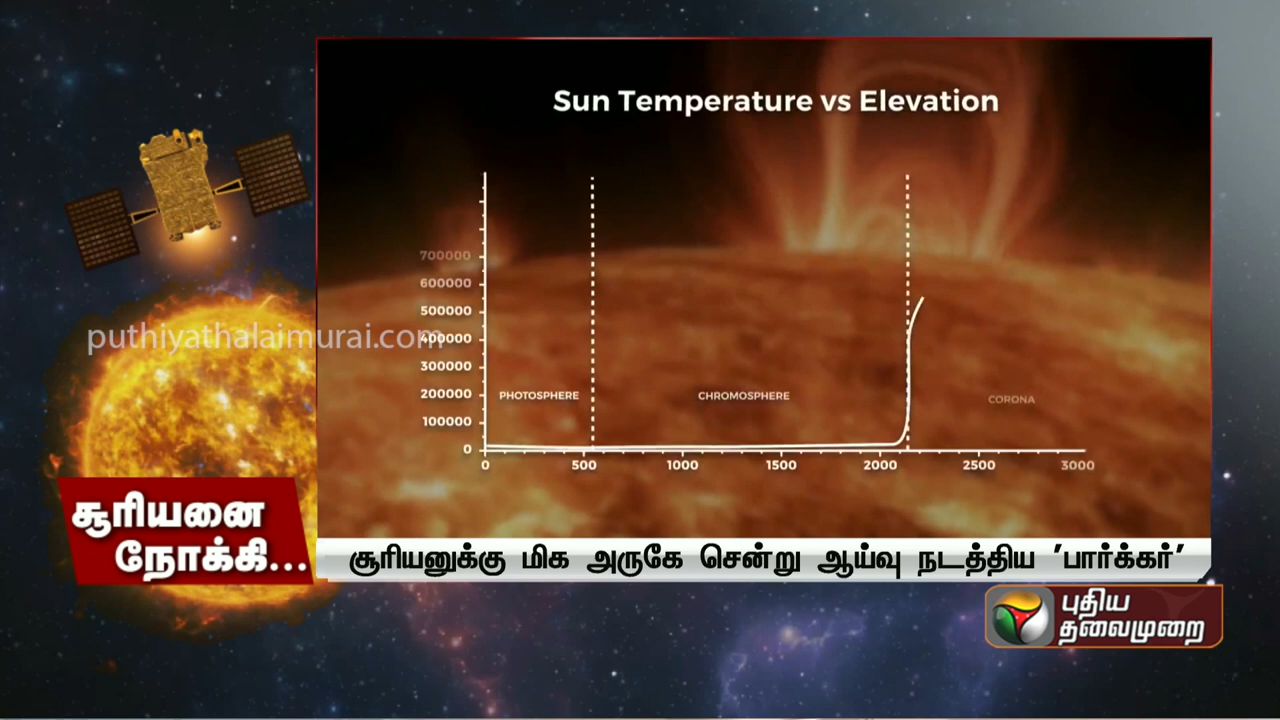 Sun Temperature vs Elevation
700000
600000
500000
400000
300000
200000
100000
0
PHOTOSPHERE
CHROMOSPHERE
CORONA
0 500 1000 1500 2000 2500 3000
puthiyathalaimurai.com
சூரியனை
நோக்கி...
சூரியனுக்கு மிக அருகே சென்று ஆய்வு நடத்திய 'பார்க்கர்'
புதிய
தலைமுறை